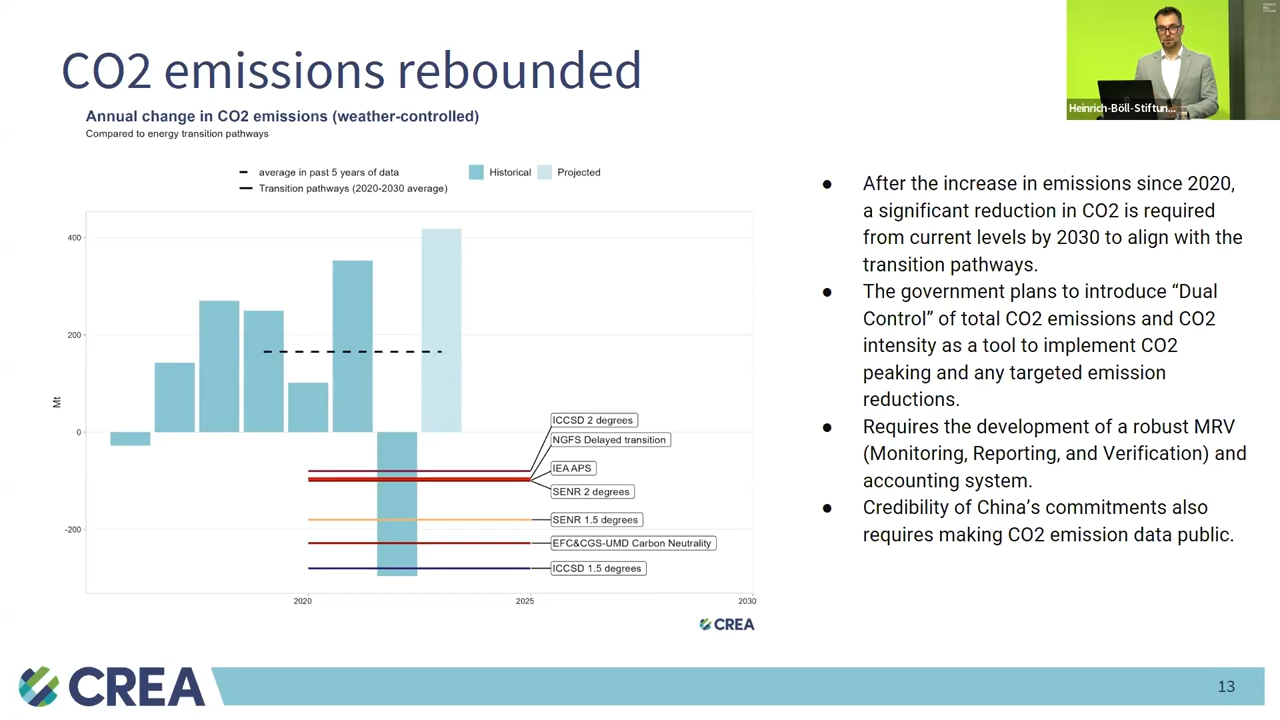 CO2 emissions rebounded
Annual change in CO2 emissions (weather-controlled)
Compared to energy transition pathways
average in past 5 years of data
Transition pathways (2020-2030 average)
Historical
Projected
400
200
0
-200
Mt
ICCSD 2 degrees
NGFS Delayed transition
IEA APS
SENR 2 degrees
SENR 1.5 degrees
EFC&CGS-UMD Carbon Neutrality
ICCSD 1.5 degrees
2020
2025
2030
CREA
Heinrich-Böll-Stiftun...
● After the increase in emissions since 2020,
a significant reduction in CO2 is required
from current levels by 2030 to align with the
transition pathways.
● The government plans to introduce “Dual
Control” of total CO2 emissions and CO2
intensity as a tool to implement CO2
peaking and any targeted emission
reductions.
● Requires the development of a robust MRV
(Monitoring, Reporting, and Verification) and
accounting system.
● Credibility of China’s commitments also
requires making CO2 emission data public.
CREA
13